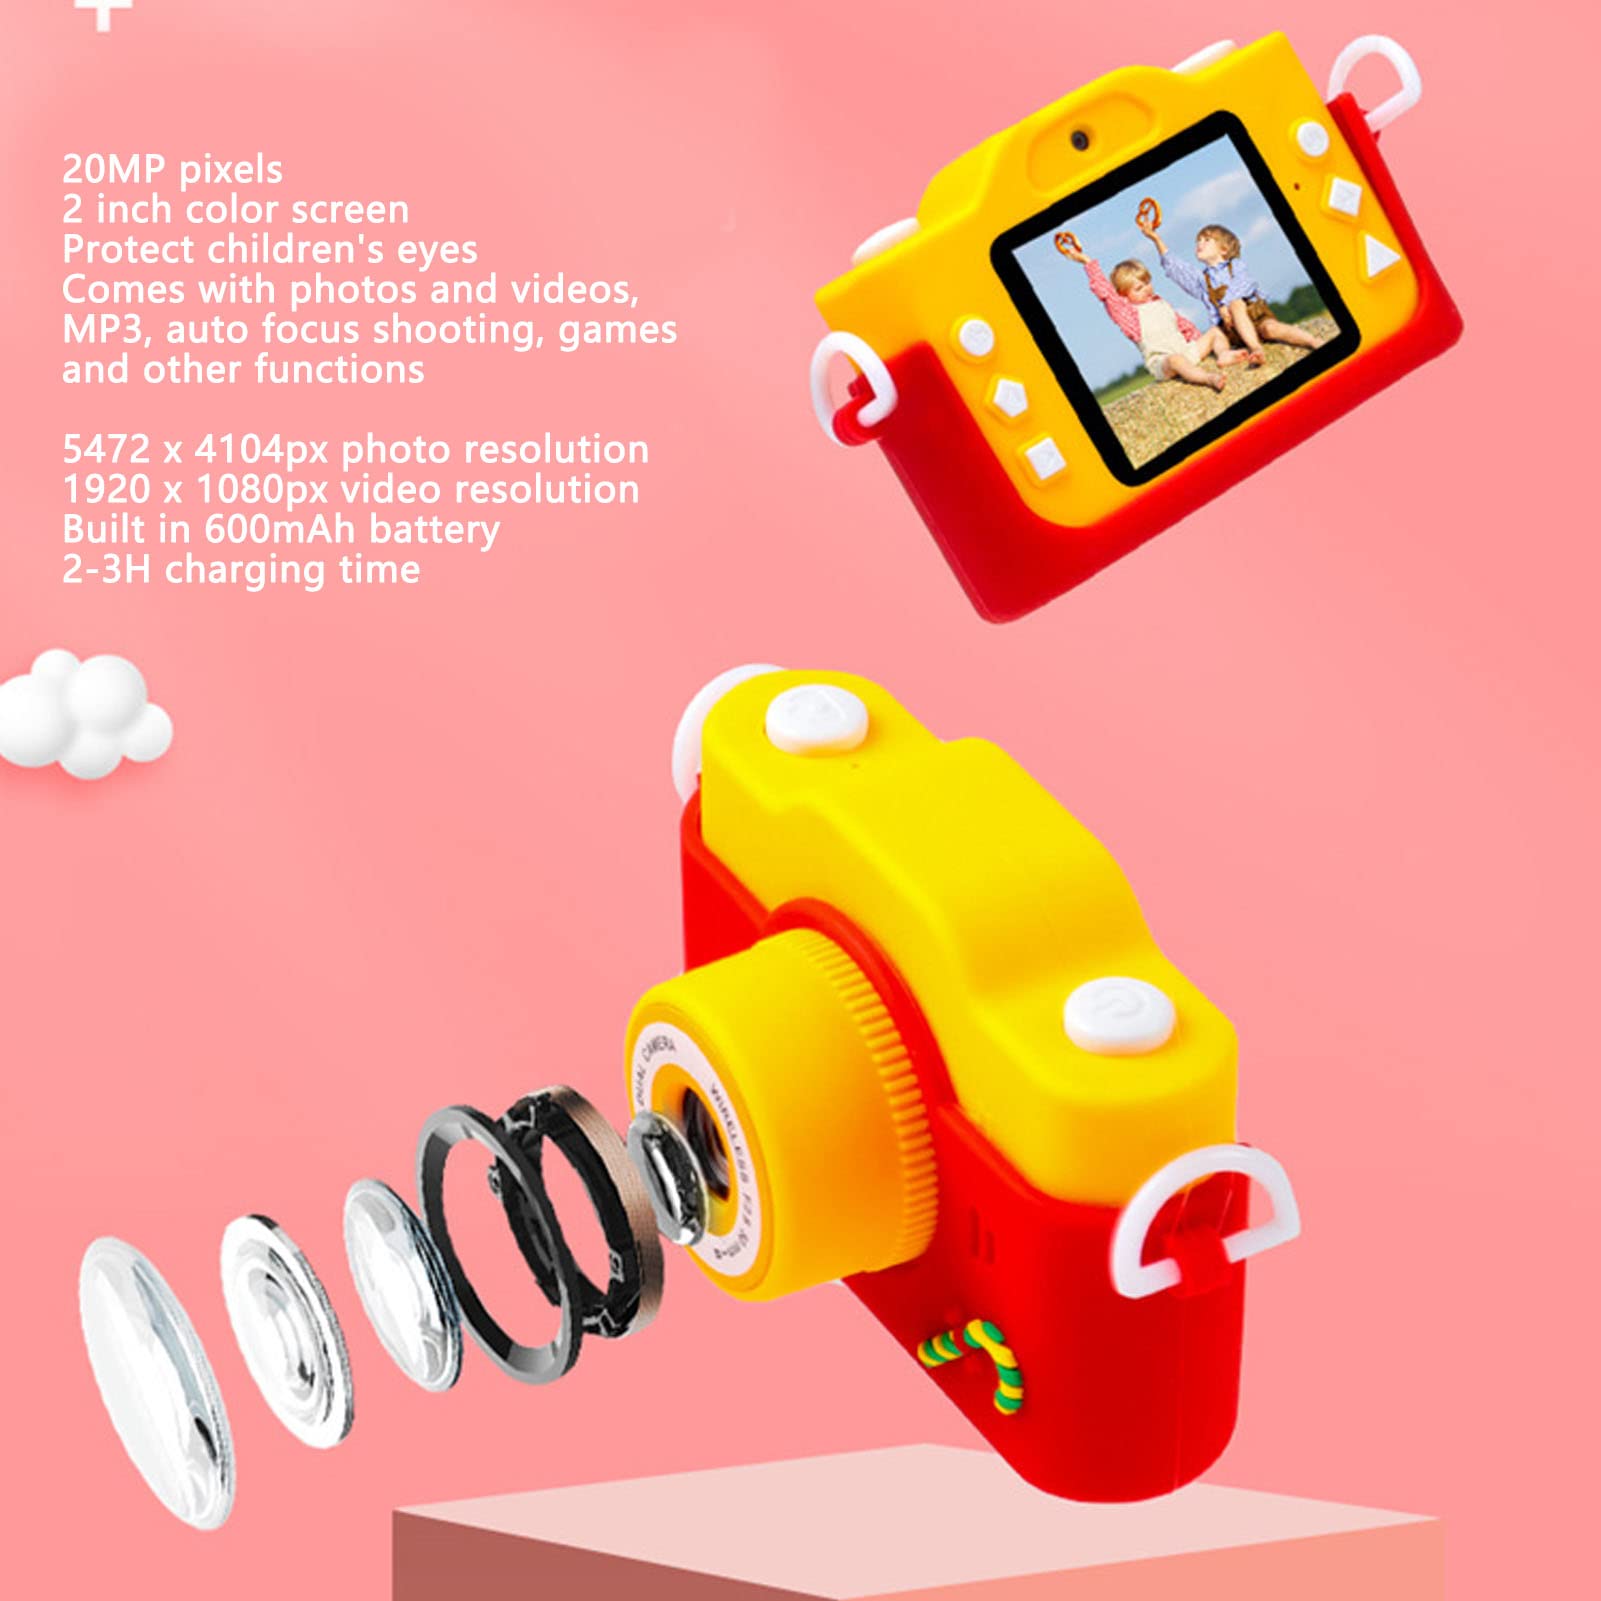 20MP pixels
2 inch color screen
Protect children's eyes
Comes with photos and videos,
MP3, auto focus shooting, games
and other functions
5472 x 4104px photo resolution
1920 x 1080px video resolution
Built in 600mAh battery
2-3H charging time
DUAL CAMERA